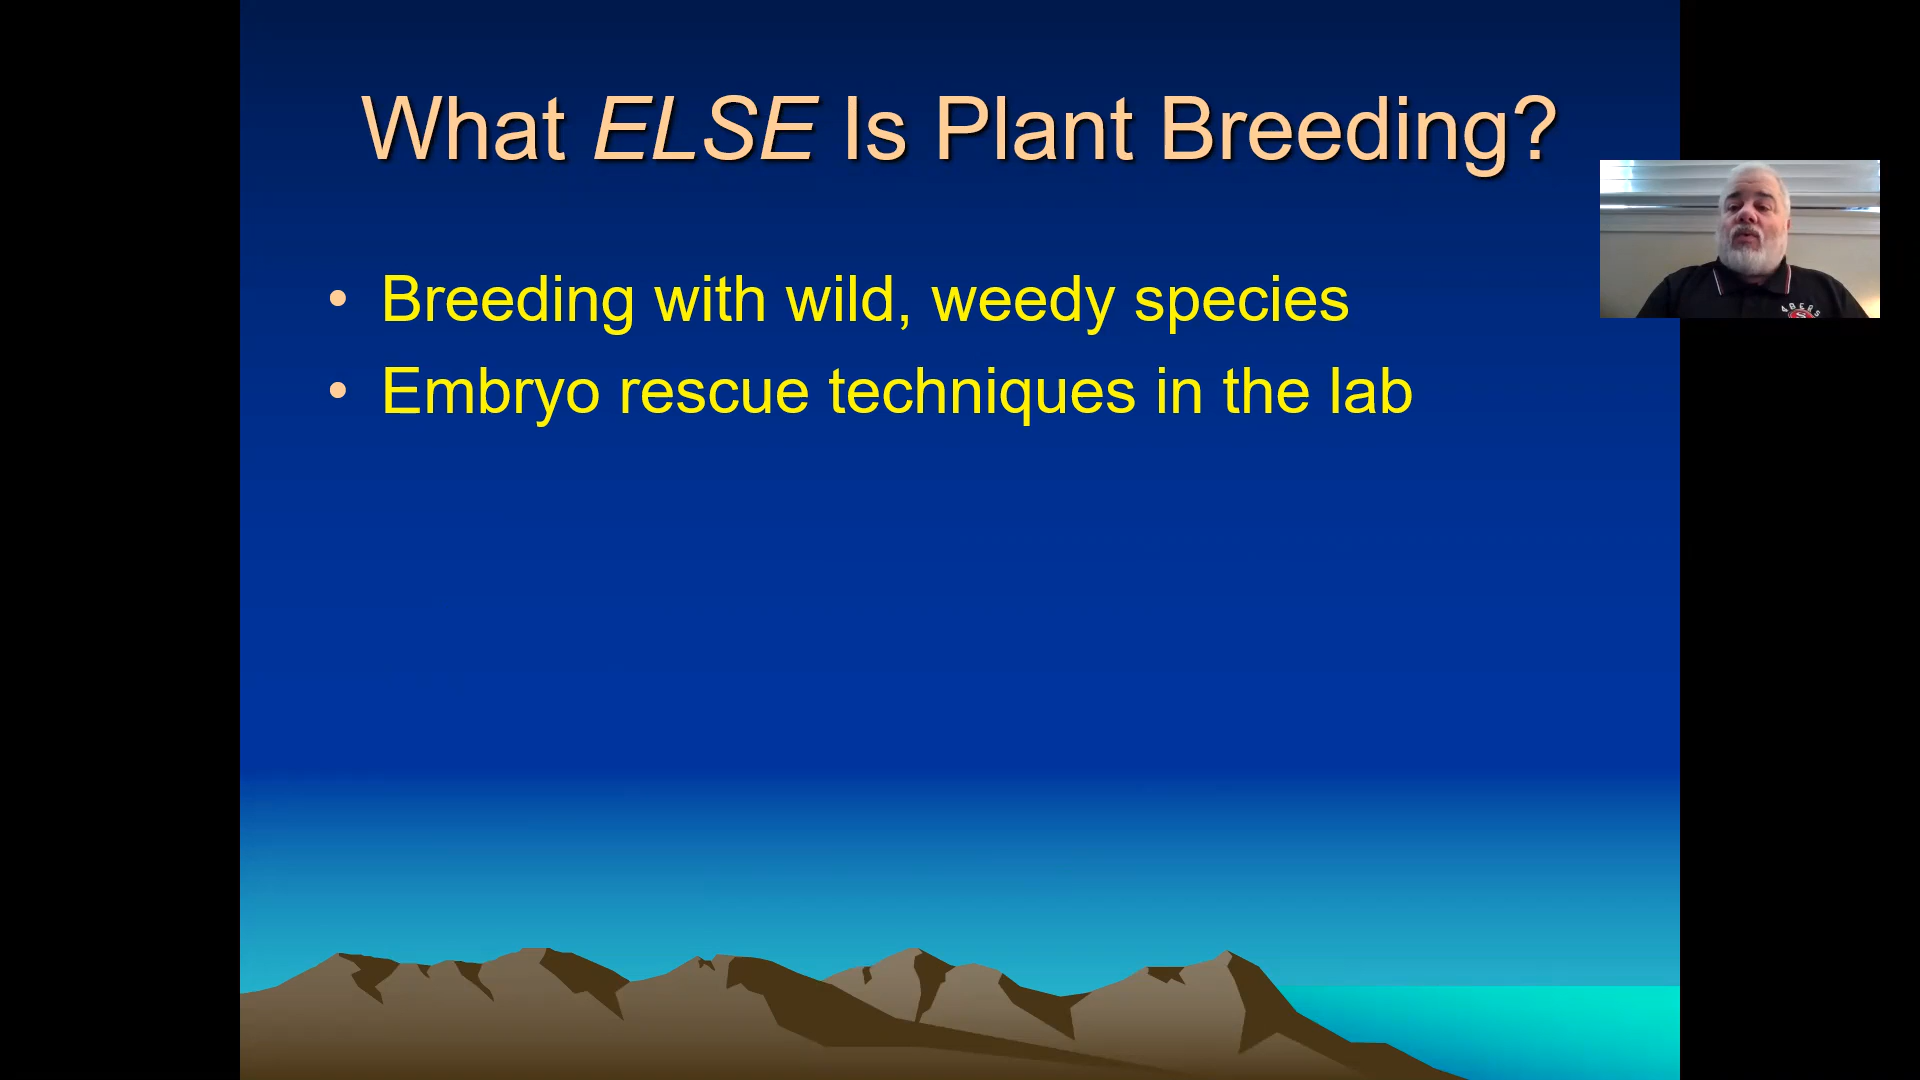 What ELSE Is Plant Breeding?
• Breeding with wild, weedy species
• Embryo rescue techniques in the lab